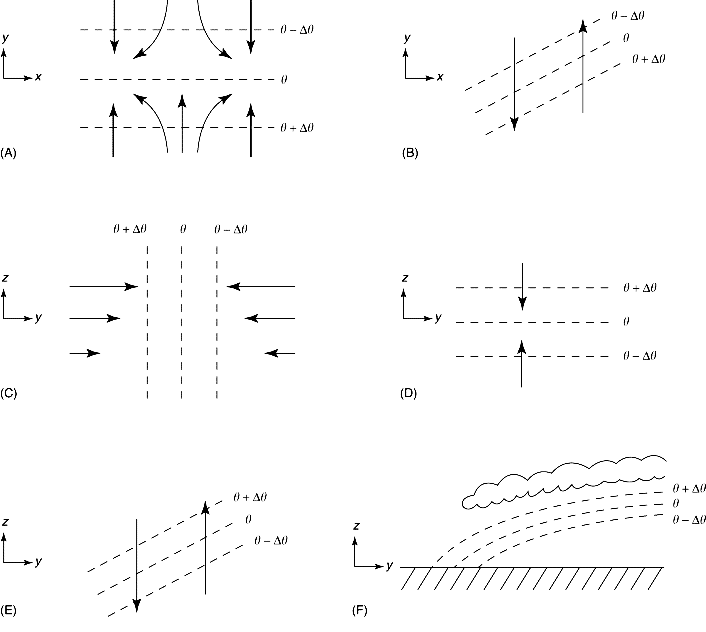 y
x
θ – Δθ
θ
θ + Δθ
(A)
y
x
θ – Δθ
θ
θ + Δθ
(B)
θ + Δθ θ θ – Δθ
z
y
(C)
z
y
θ + Δθ
θ
θ – Δθ
(D)
z
y
θ + Δθ
θ
θ – Δθ
(E)
z
y
θ + Δθ
θ
θ – Δθ
(F)